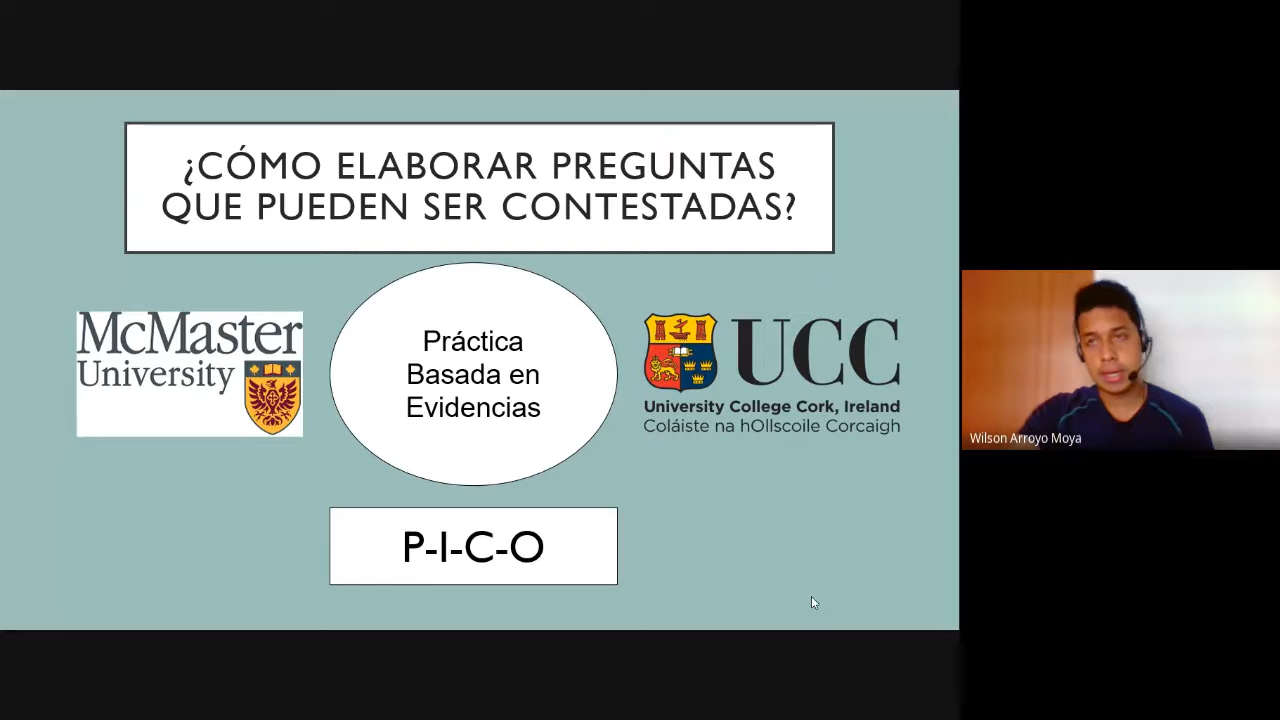 ¿CÓMO ELABORAR PREGUNTAS
QUE PUEDEN SER CONTESTADAS?
McMaster
University
Práctica
Basada en
Evidencias
UCC
University College Cork, Ireland
Coláiste na hOllscoile Corcaigh
P-I-C-O
Wilson Arroyo Moya